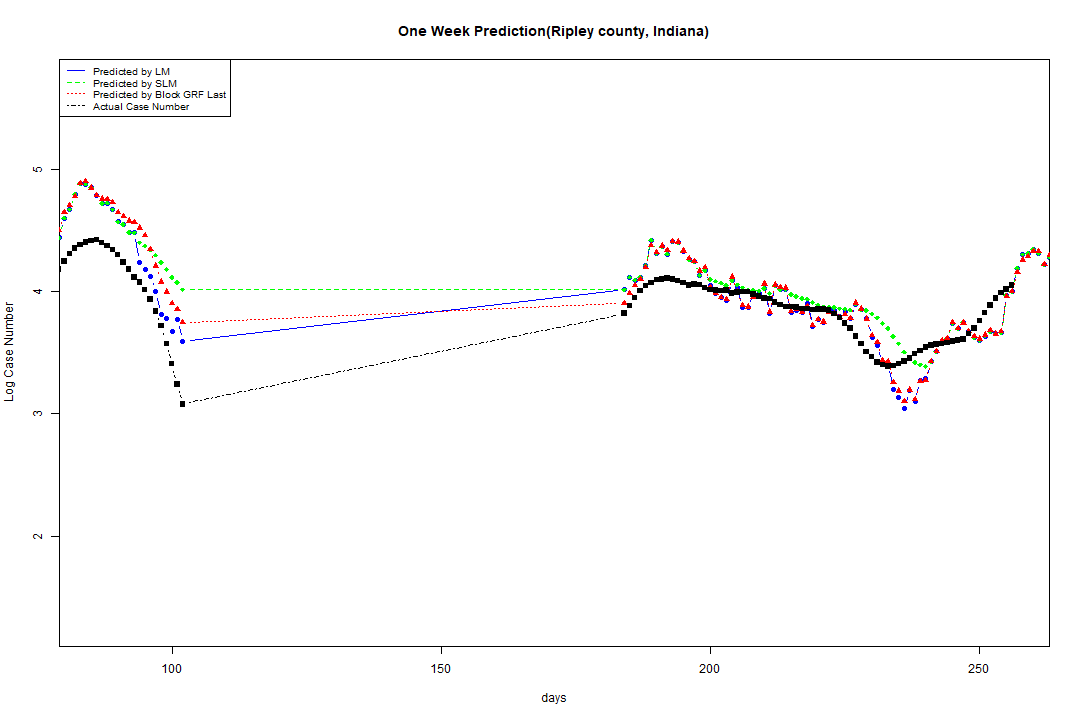 One Week Prediction(Ripley county, Indiana)
Predicted by LM
Predicted by SLM
Predicted by Block GRF Last
Actual Case Number
5
4
3
2
Log Case Number
100
150
200
250
days